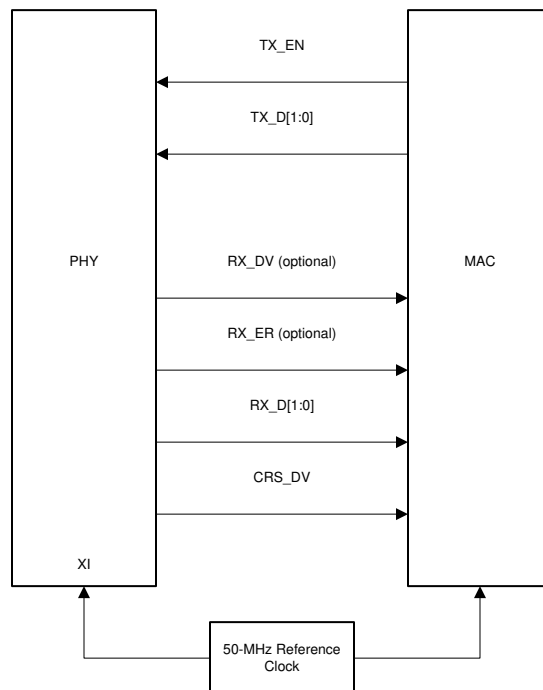 TX_EN
TX_D[1:0]
PHY
RX_DV (optional)
MAC
RX_ER (optional)
RX_D[1:0]
CRS_DV
XI
50-MHz Reference
Clock